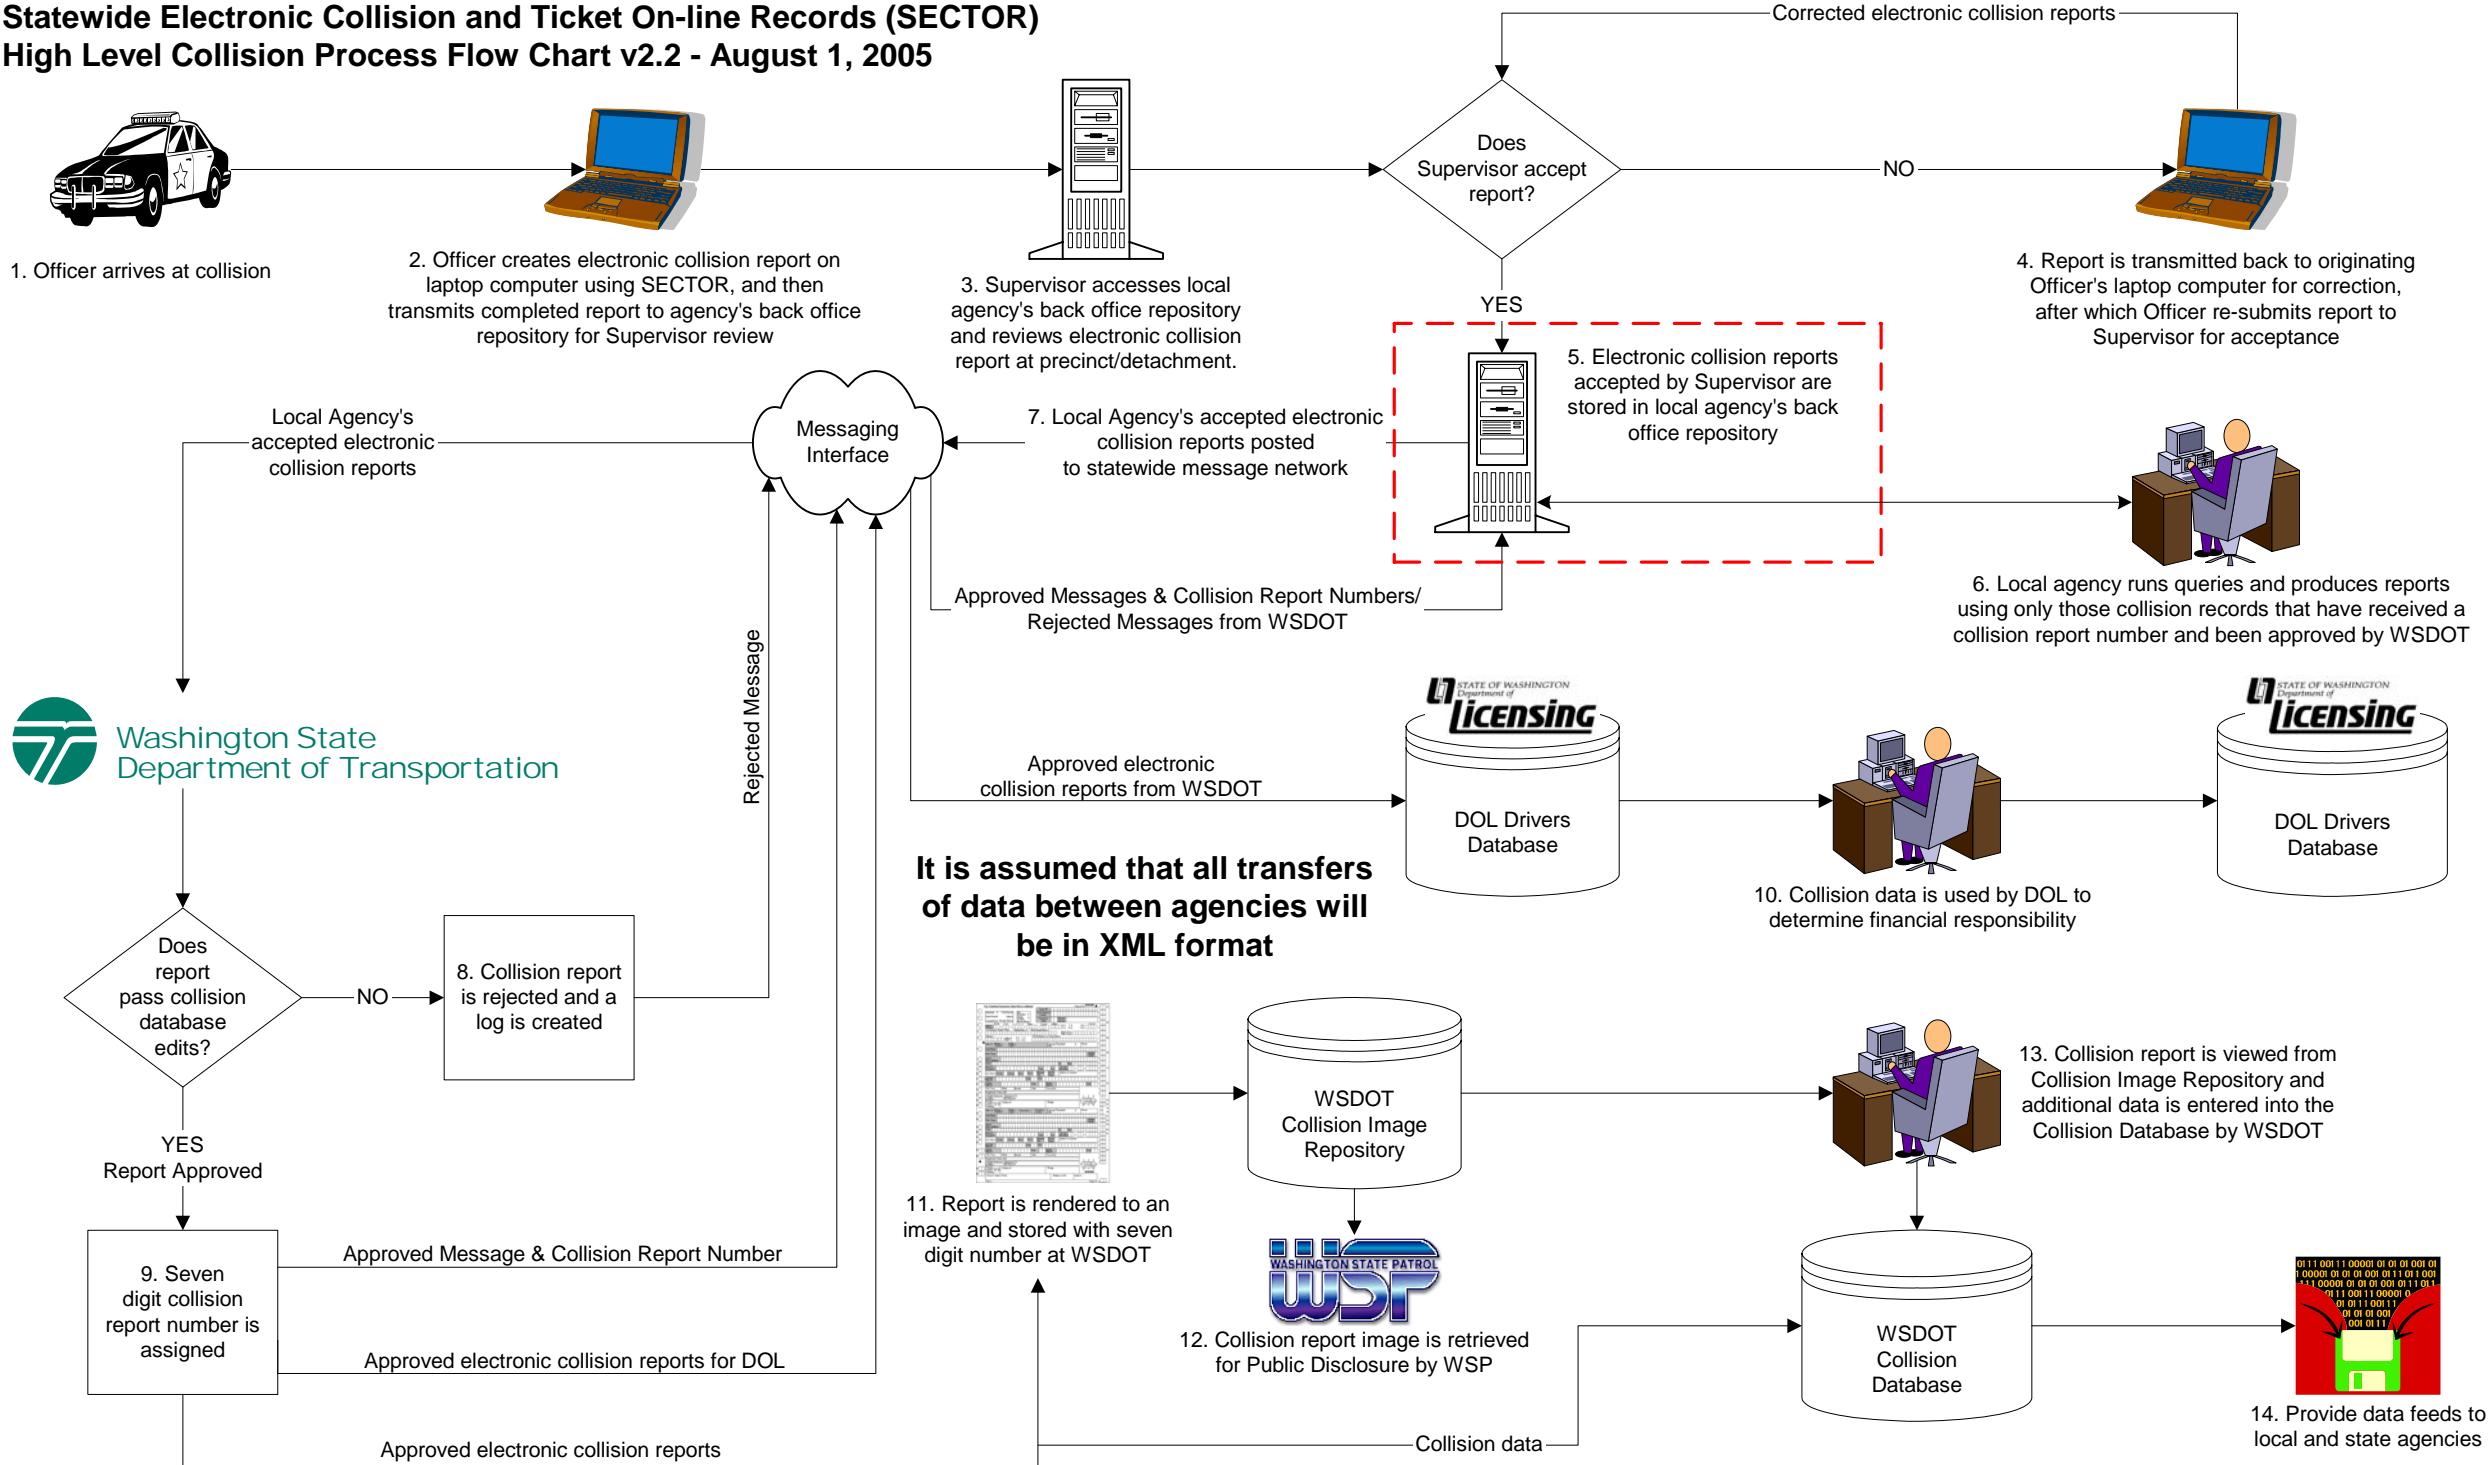 Statewide Electronic Collision and Ticket On-line Records (SECTOR)
High Level Collision Process Flow Chart v2.2 - August 1, 2005
Corrected electronic collision reports
1. Officer arrives at collision
2. Officer creates electronic collision report on
laptop computer using SECTOR, and then
transmits completed report to agency's back office
repository for Supervisor review
3. Supervisor accesses local
agency's back office repository
and reviews electronic collision
report at precinct/detachment.
Does
Supervisor accept
report?
NO
YES
4. Report is transmitted back to originating
Officer's laptop computer for correction,
after which Officer re-submits report to
Supervisor for acceptance
5. Electronic collision reports
accepted by Supervisor are
stored in local agency's back
office repository
Local Agency's
accepted electronic
collision reports
Messaging
Interface
7. Local Agency's accepted electronic
collision reports posted
to statewide message network
6. Local agency runs queries and produces reports
using only those collision records that have received a
collision report number and been approved by WSDOT
Approved Messages & Collision Report Numbers/
Rejected Messages from WSDOT
Rejected Message
Washington State
Department of Transportation
Approved electronic
collision reports from WSDOT
STATE OF WASHINGTON
Department of
Licensing
DOL Drivers
Database
10. Collision data is used by DOL to
determine financial responsibility
STATE OF WASHINGTON
Department of
Licensing
DOL Drivers
Database
It is assumed that all transfers
of data between agencies will
be in XML format
Does
report
pass collision
database
edits?
NO
8. Collision report
is rejected and a
log is created
YES
Report Approved
9. Seven
digit collision
report number is
assigned
Approved Message & Collision Report Number
Approved electronic collision reports for DOL
Approved electronic collision reports
11. Report is rendered to an
image and stored with seven
digit number at WSDOT
WSDOT
Collision Image
Repository
WASHINGTON STATE PATROL
WSP
12. Collision report image is retrieved
for Public Disclosure by WSP
13. Collision report is viewed from
Collision Image Repository and
additional data is entered into the
Collision Database by WSDOT
Collision data
WSDOT
Collision
Database
14. Provide data feeds to
local and state agencies